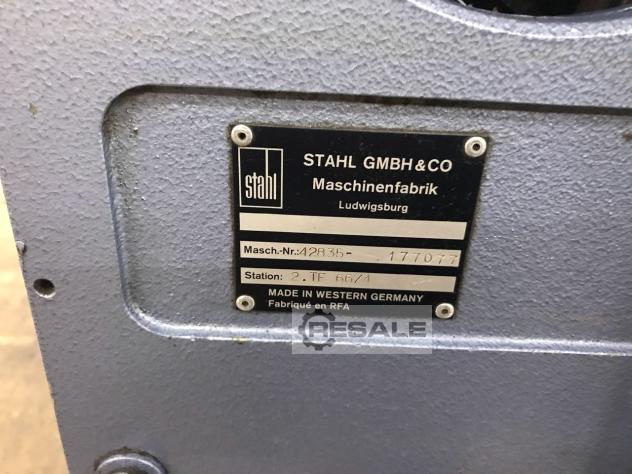 stahl
STAHL GMBH & CO
Maschinenfabrik
Ludwigsburg
Masch.-Nr.: 42835- 177077
Station: 2.TF 66/4
MADE IN WESTERN GERMANY
Fabriqué en RFA
RESALE